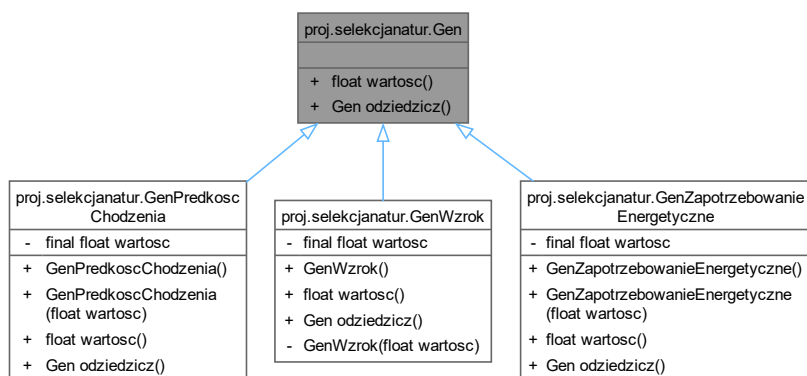 proj.selekcjanatur.Gen
+ float wartosc()
+ Gen odziedzicz()
proj.selekcjanatur.GenPredkosc
Chodzenia
- final float wartosc
+ GenPredkoscChodzenia()
+ GenPredkoscChodzenia
(float wartosc)
+ float wartosc()
+ Gen odziedzicz()
proj.selekcjanatur.GenWzrok
- final float wartosc
+ GenWzrok()
+ float wartosc()
+ Gen odziedzicz()
- GenWzrok(float wartosc)
proj.selekcjanatur.GenZapotrzebowanie
Energetyczne
- final float wartosc
+ GenZapotrzebowanieEnergetyczne()
+ GenZapotrzebowanieEnergetyczne
(float wartosc)
+ float wartosc()
+ Gen odziedzicz()